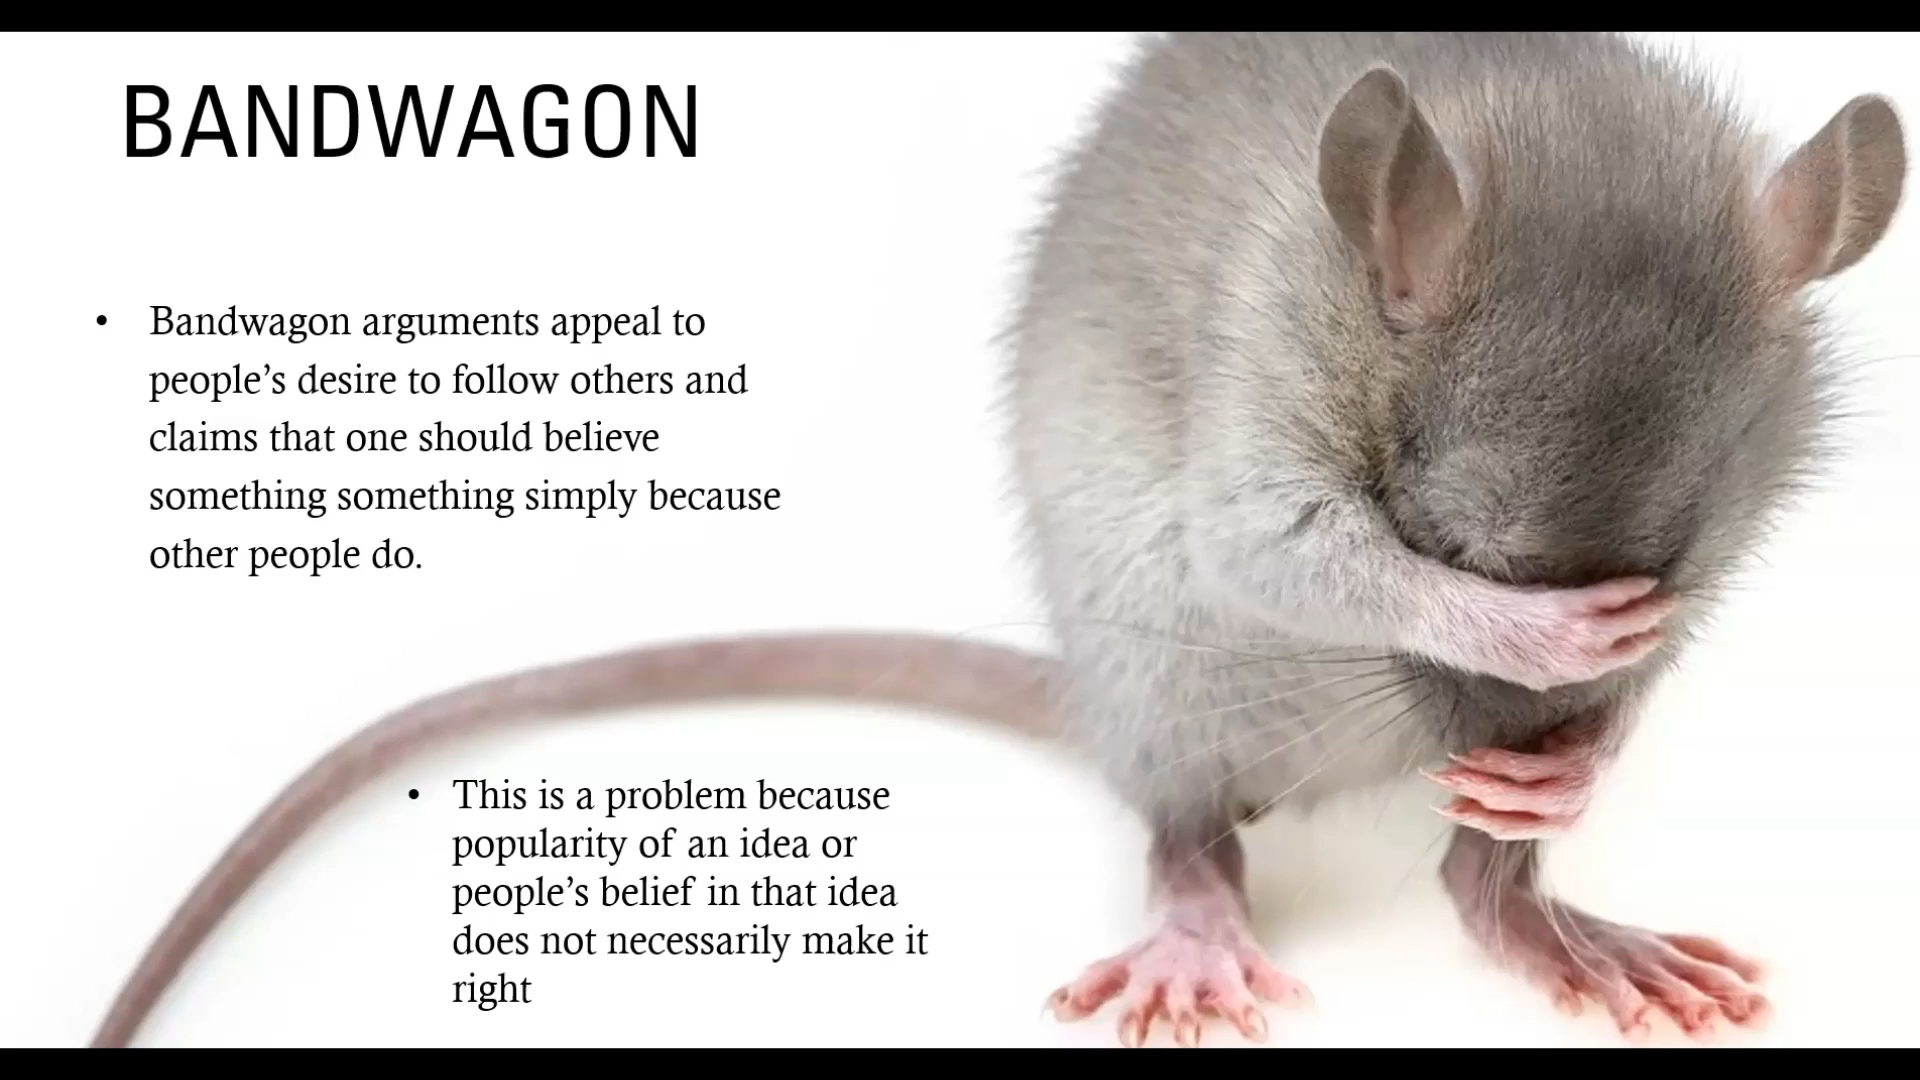 BANDWAGON
• Bandwagon arguments appeal to
people’s desire to follow others and
claims that one should believe
something something simply because
other people do.
• This is a problem because
popularity of an idea or
people’s belief in that idea
does not necessarily make it
right